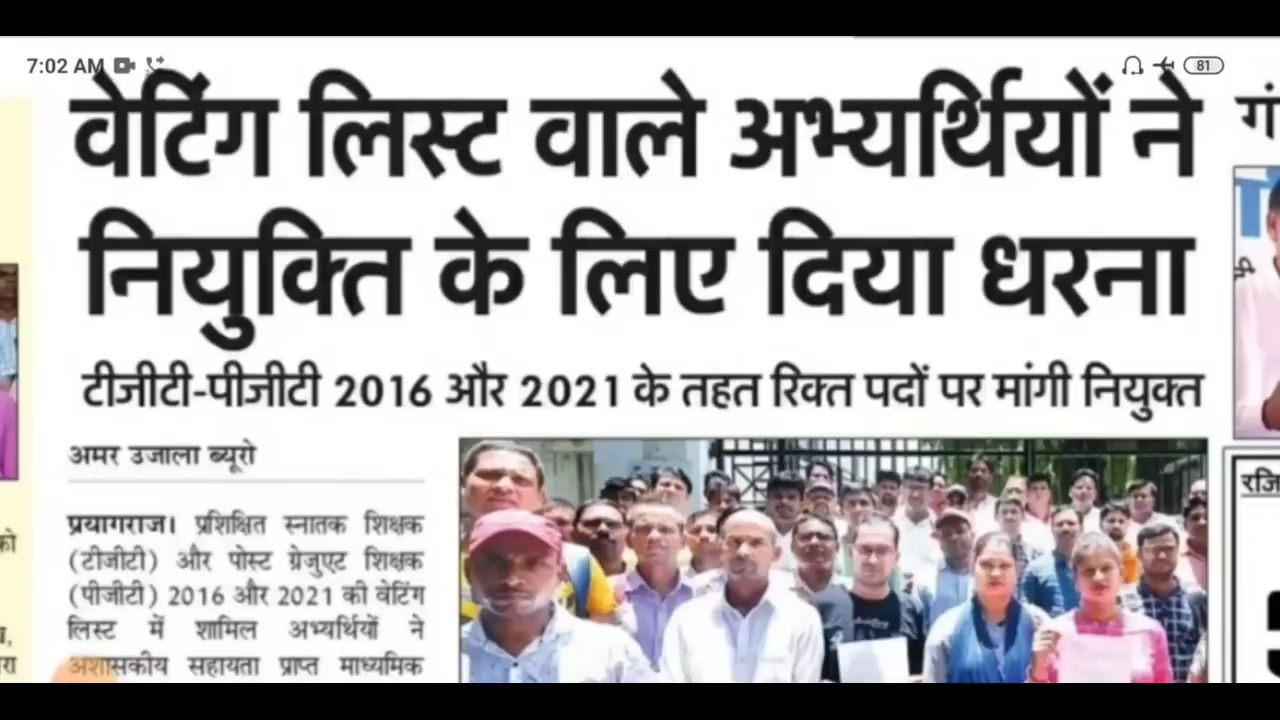 7:02 AM
81
वेटिंग लिस्ट वाले अभ्यर्थियों ने
नियुक्ति के लिए दिया धरना
टीजीटी-पीजीटी 2016 और 2021 के तहत रिक्त पदों पर मांगी नियुक्त
अमर उजाला ब्यूरो
प्रयागराज। प्रशिक्षित स्नातक शिक्षक
(टीजीटी) और पोस्ट ग्रेजुएट शिक्षक
(पीजीटी) 2016 और 2021 की वेटिंग
लिस्ट में शामिल अभ्यर्थियों ने
अशासकीय सहायता प्राप्त माध्यमिक